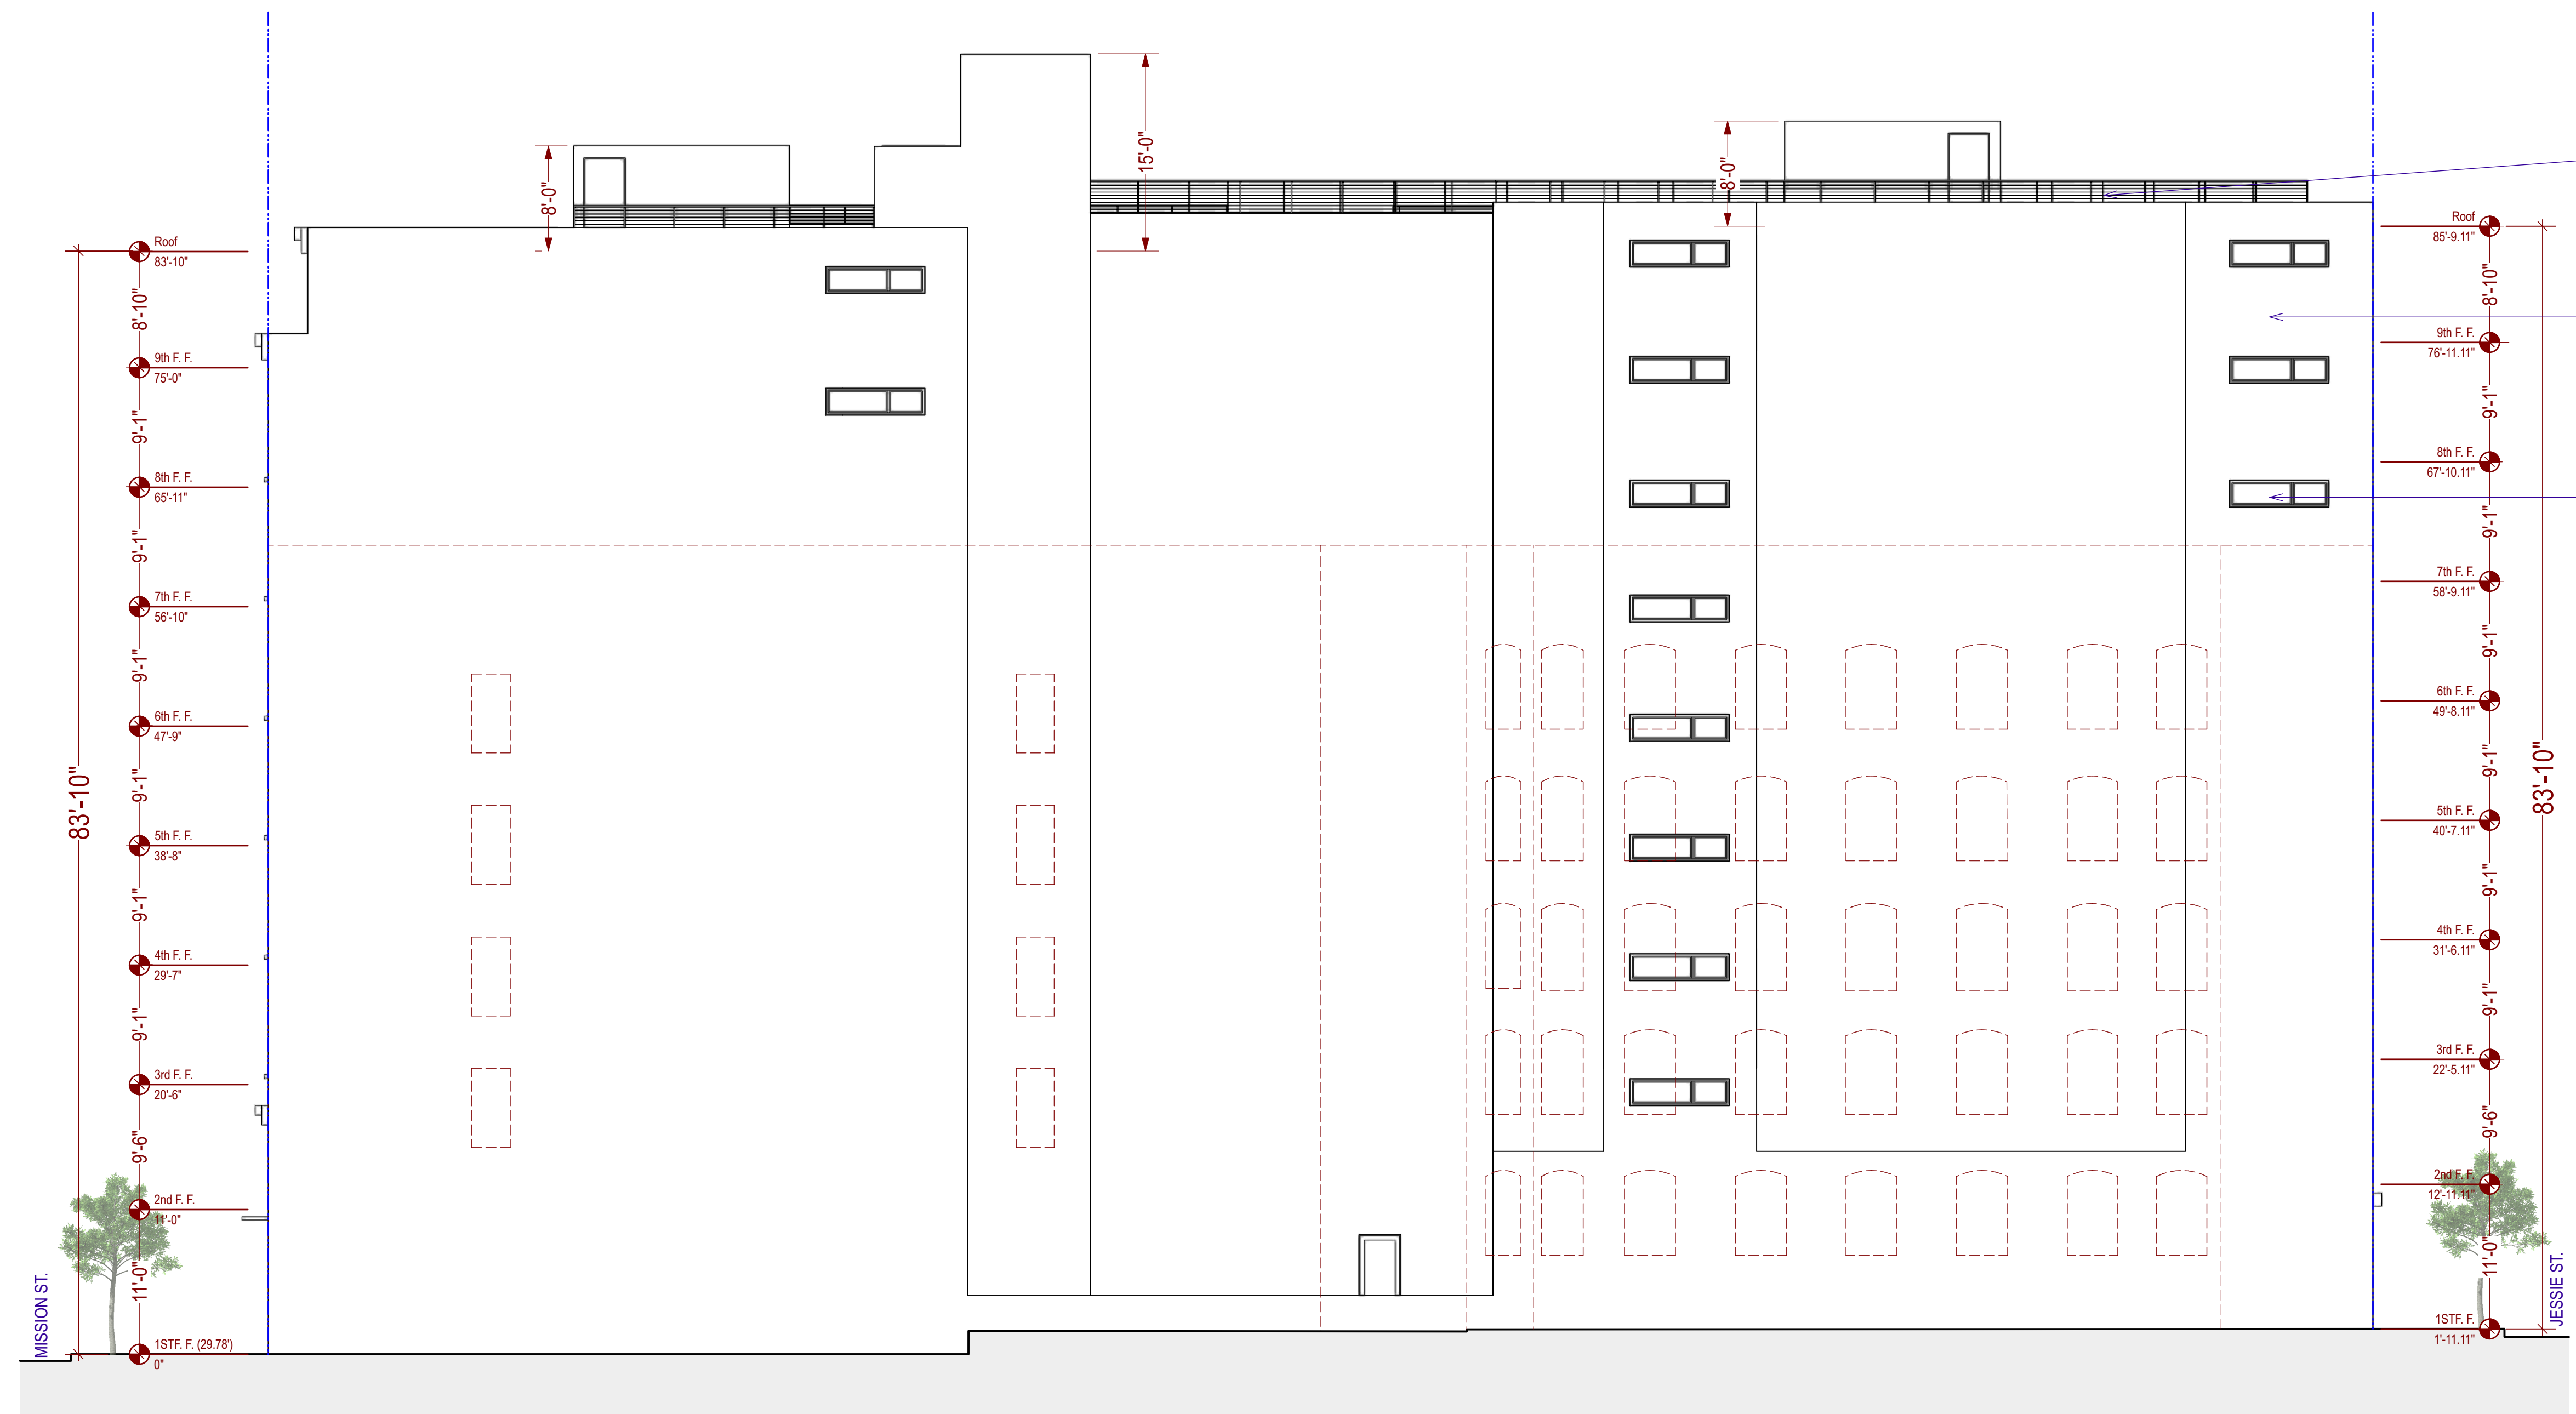 15'-0"
8'-0"
8'-0"
Roof
83'-10"
8'-10"
9th F. F.
75'-0"
9'-1"
8th F. F.
65'-11"
9'-1"
7th F. F.
56'-10"
9'-1"
6th F. F.
47'-9"
9'-1"
5th F. F.
38'-8"
9'-1"
4th F. F.
29'-7"
9'-1"
3rd F. F.
20'-6"
9'-6"
2nd F. F.
11'-0"
11'-0"
1STF. F. (29.78')
0"
83'-10"
MISSION ST.
Roof
85'-9.11"
8'-10"
9th F. F.
76'-11.11"
9'-1"
8th F. F.
67'-10.11"
9'-1"
7th F. F.
58'-9.11"
9'-1"
6th F. F.
49'-8.11"
9'-1"
5th F. F.
40'-7.11"
9'-1"
4th F. F.
31'-6.11"
9'-1"
3rd F. F.
22'-5.11"
9'-6"
2nd F. F.
12'-11.11"
11'-0"
1STF. F.
1'-11.11"
83'-10"
JESSIE ST.